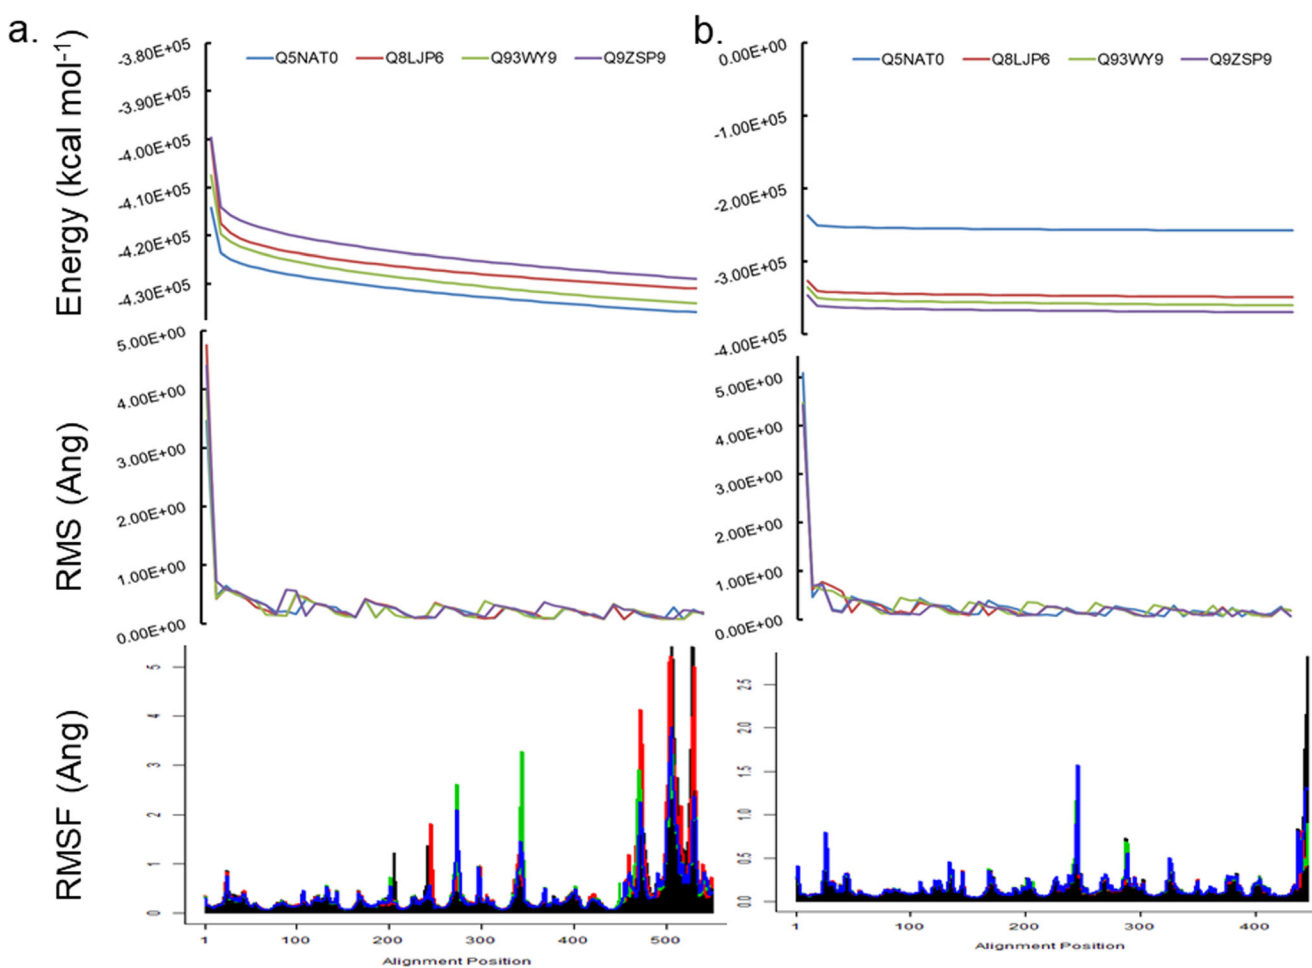 a.
Energy (kcal mol-1)
-3.80E+05
-3.90E+05
-4.00E+05
-4.10E+05
-4.20E+05
-4.30E+05
Q5NAT0 Q8LJP6 Q93WY9 Q9ZSP9
b.
0.00E+00
-1.00E+05
-2.00E+05
-3.00E+05
-4.00E+05
Q5NAT0 Q8LJP6 Q93WY9 Q9ZSP9
RMS (Ang)
5.00E+00
4.00E+00
3.00E+00
2.00E+00
1.00E+00
0.00E+00
5.00E+00
4.00E+00
3.00E+00
2.00E+00
1.00E+00
0.00E+00
RMSF (Ang)
5
4
3
2
1
0
1 100 200 300 400 500
Alignment Position
2.5
2.0
1.5
1.0
0.5
0.0
1 100 200 300 400
Alignment Position